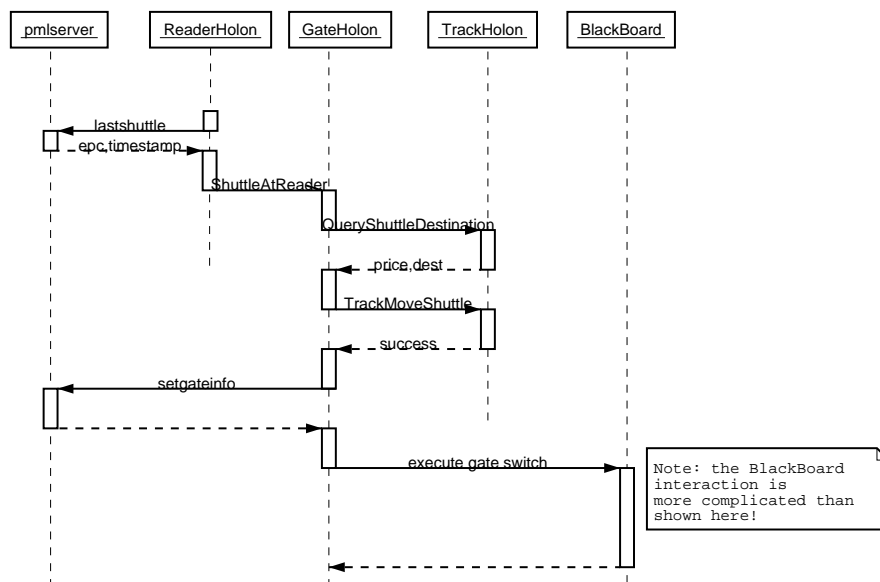 pmlserver
ReaderHolon
GateHolon
TrackHolon
BlackBoard
lastshuttle
epc,timestamp
ShuttleAtReader
QueryShuttleDestination
price,dest
TrackMoveShuttle
success
setgateinfo
execute gate switch
Note: the BlackBoard
interaction is
more complicated than
shown here!